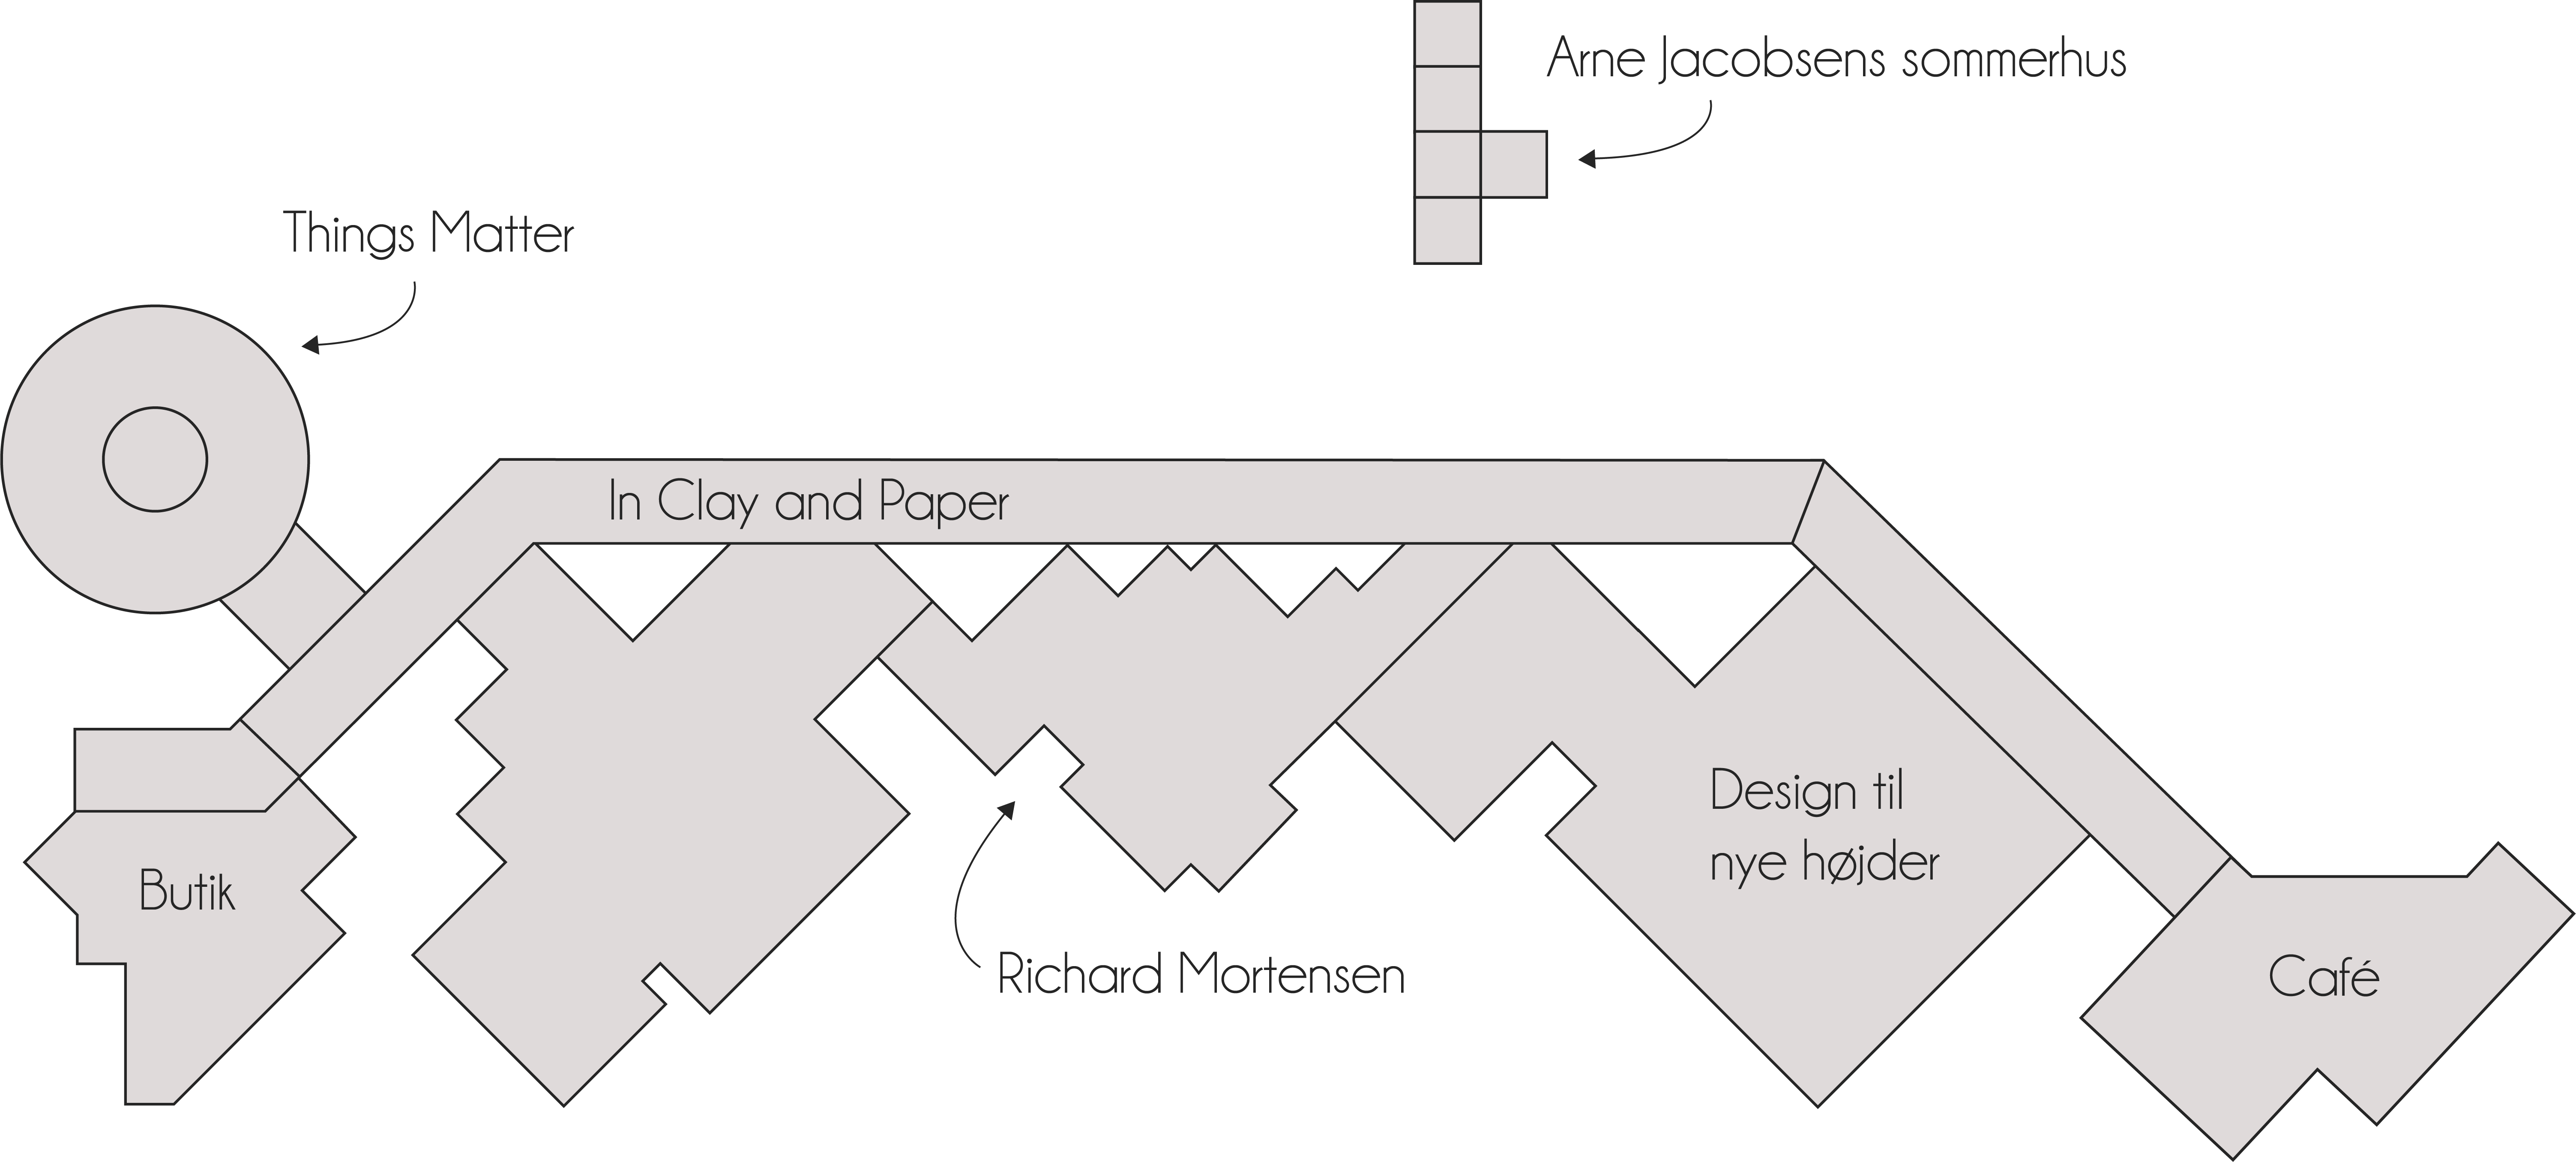 Arne Jacobsens sommerhus
Things Matter
In Clay and Paper
Design til
nye højder
Butik
Richard Mortensen
Café